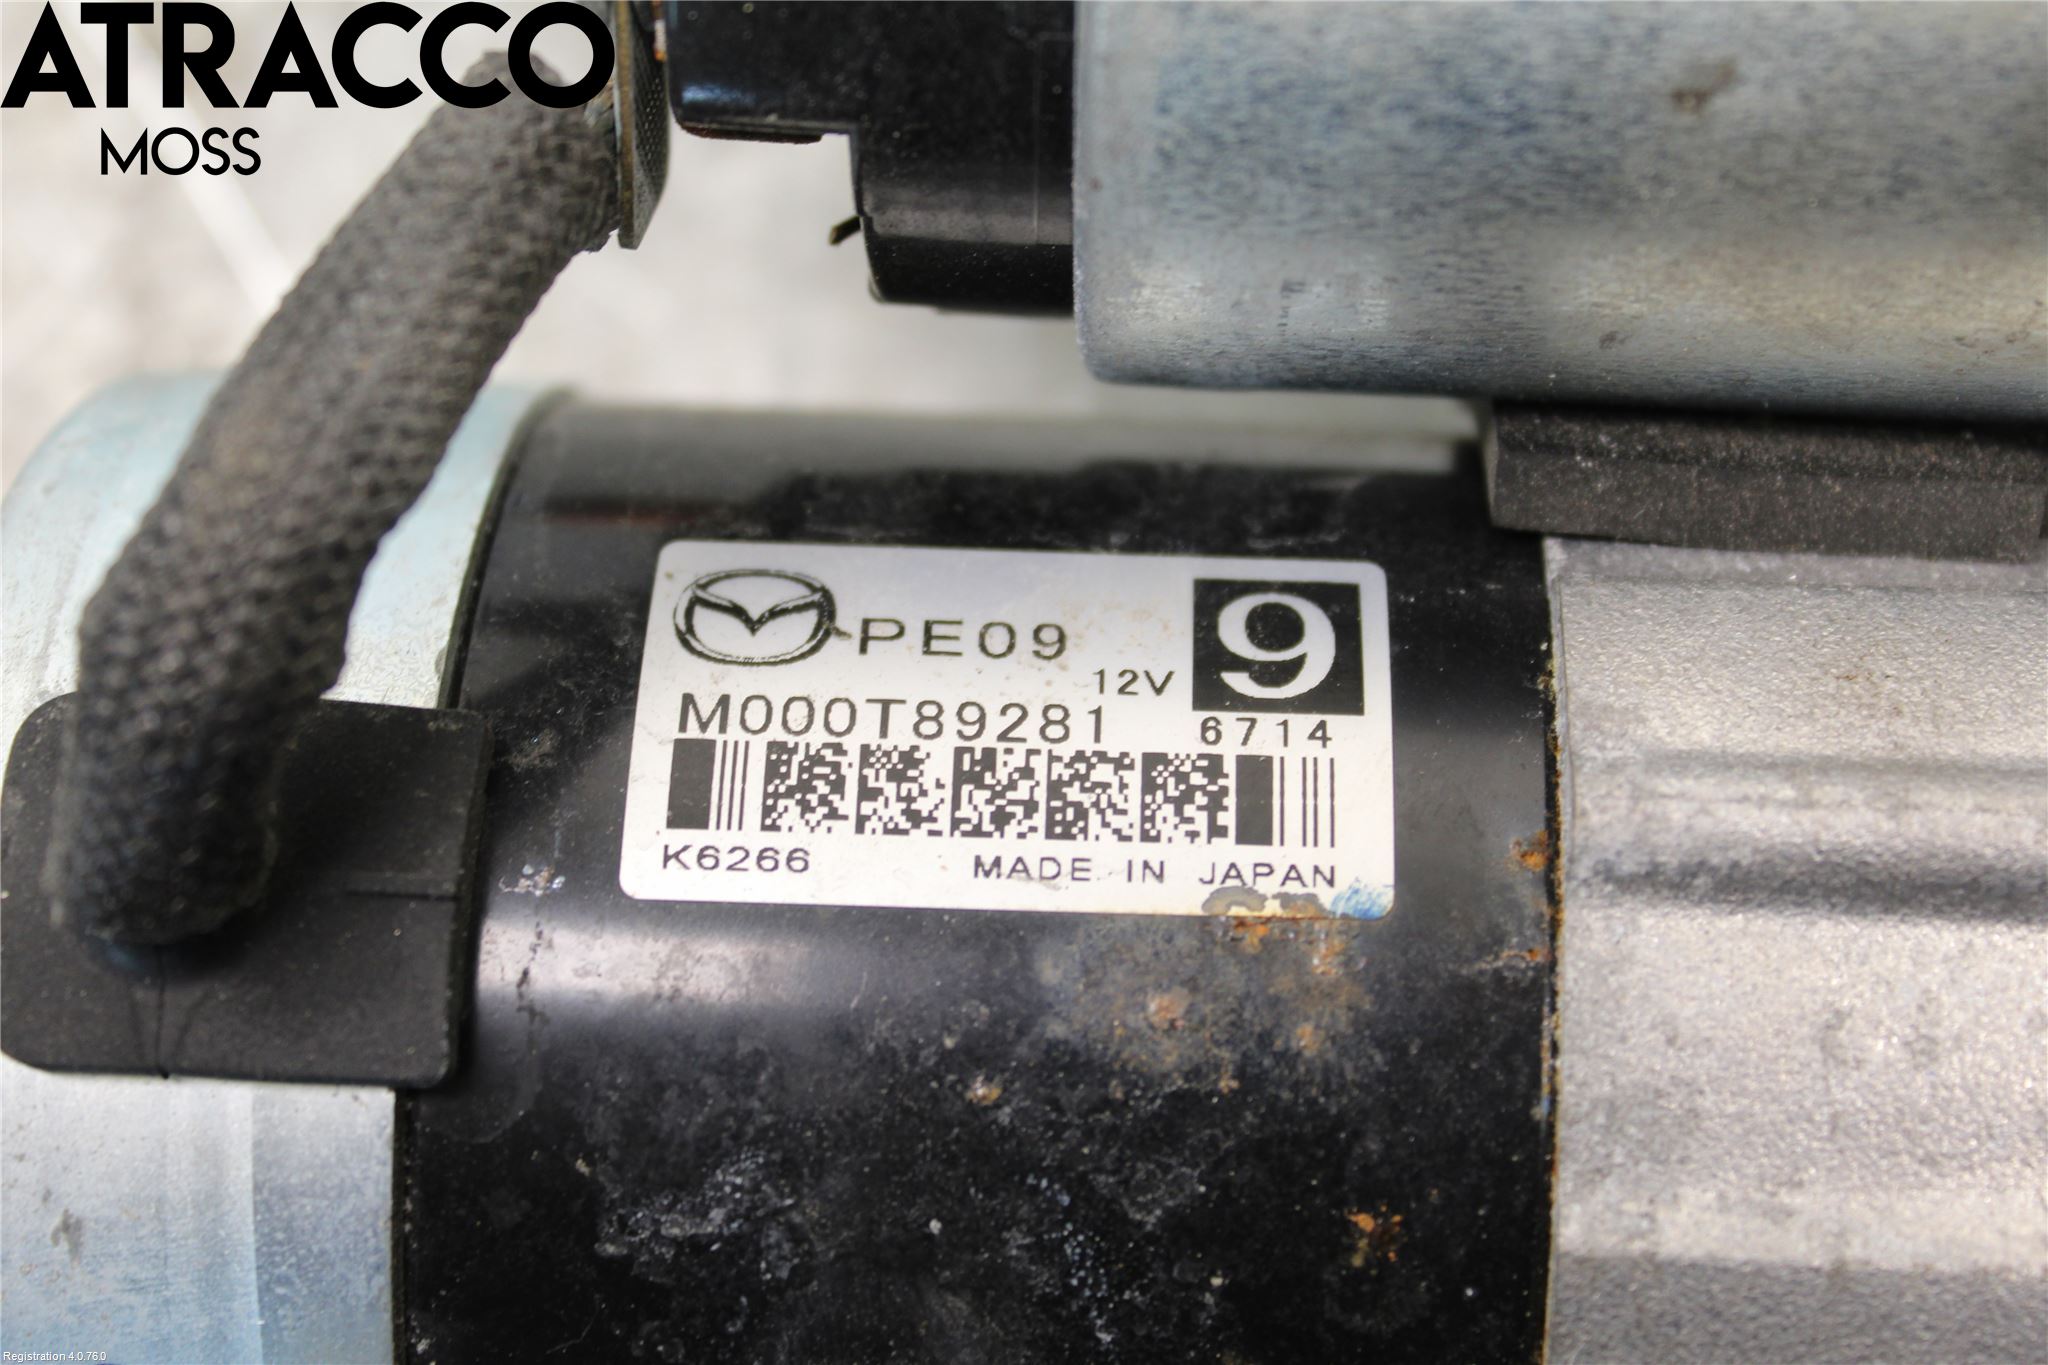 ATRACCO
MOSS
PE09
9
12V
M000T89281
6714
K6266
MADE IN JAPAN
Registration 4.0.76.0